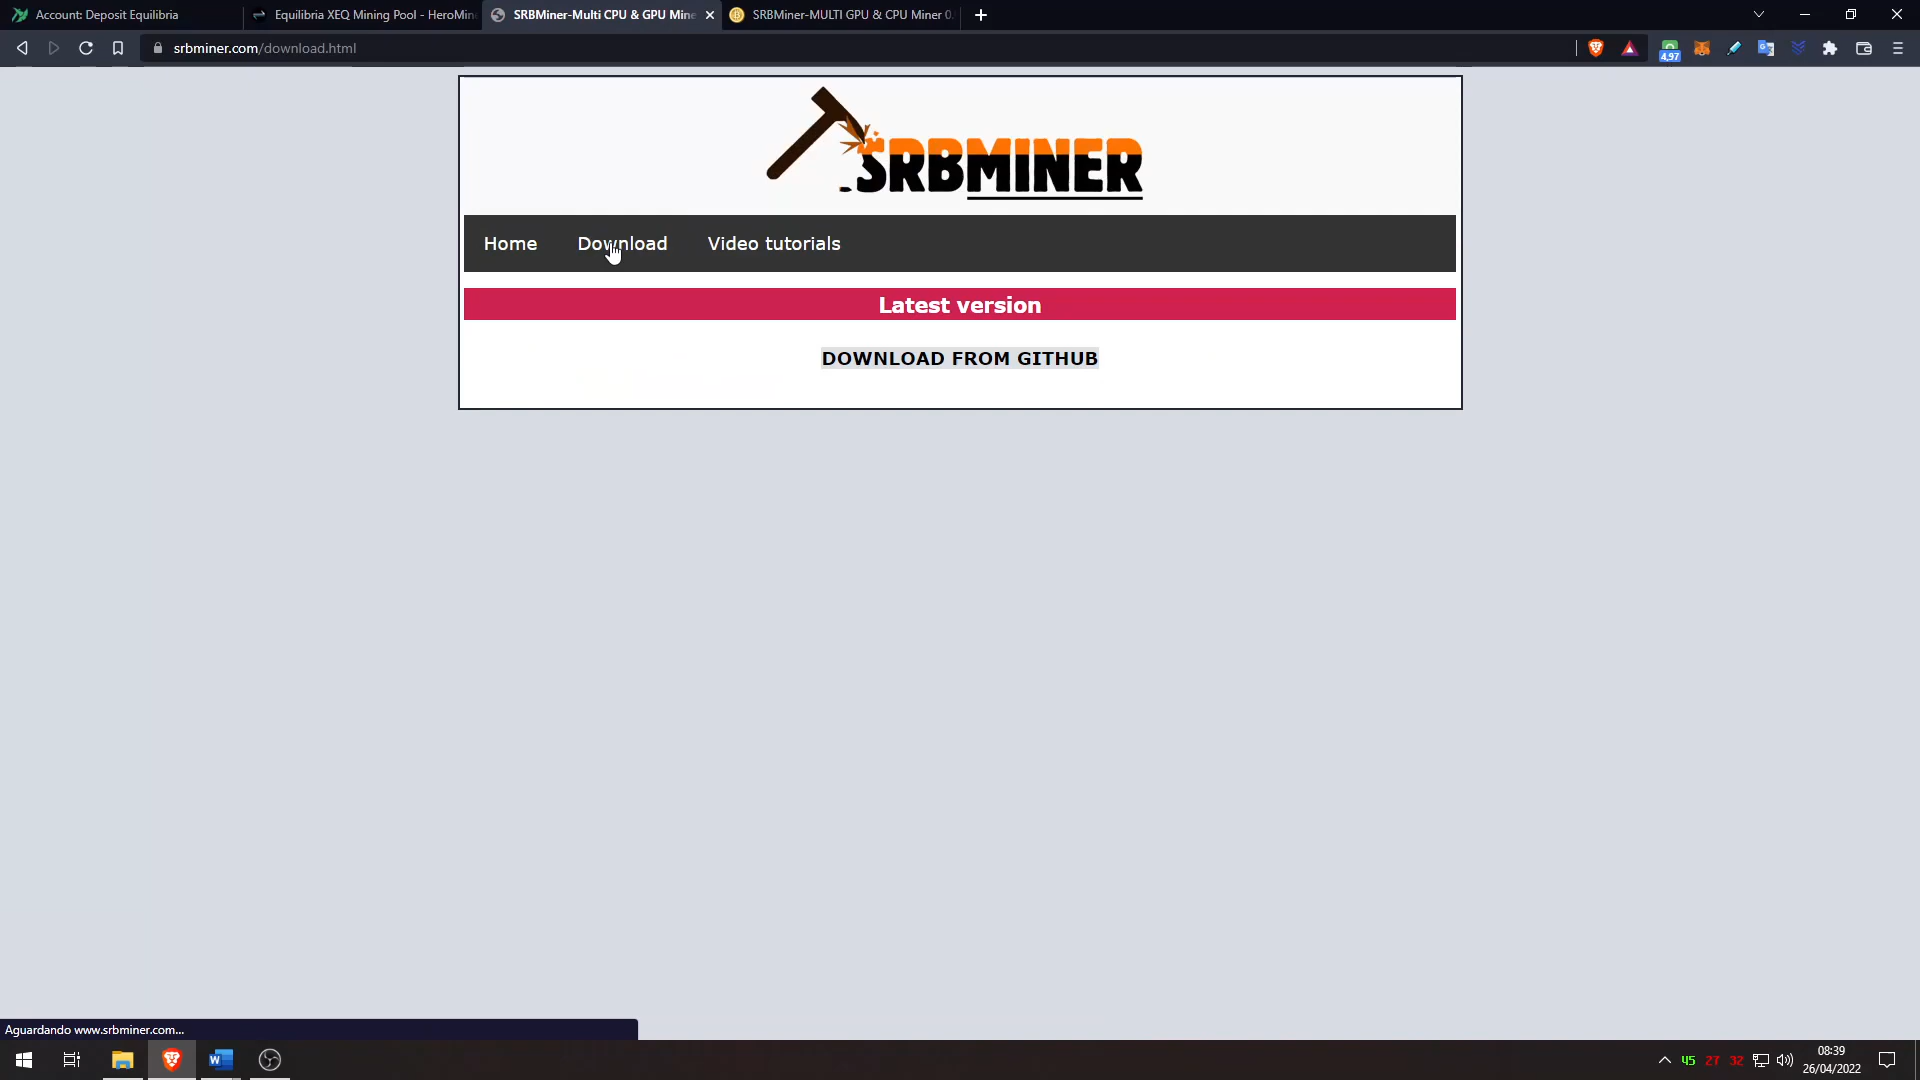 Account: Deposit Equilibria
Equilibria XEQ Mining Pool - HeroMin
SRBMiner-Multi CPU & GPU Mine
SRBMiner-MULTI GPU & CPU Miner 0.
srbminer.com/download.html
4,97
SRBMINER
Home Download Video tutorials
Latest version
DOWNLOAD FROM GITHUB
Aguardando www.srbminer.com...
45 27 32
08:39
26/04/2022